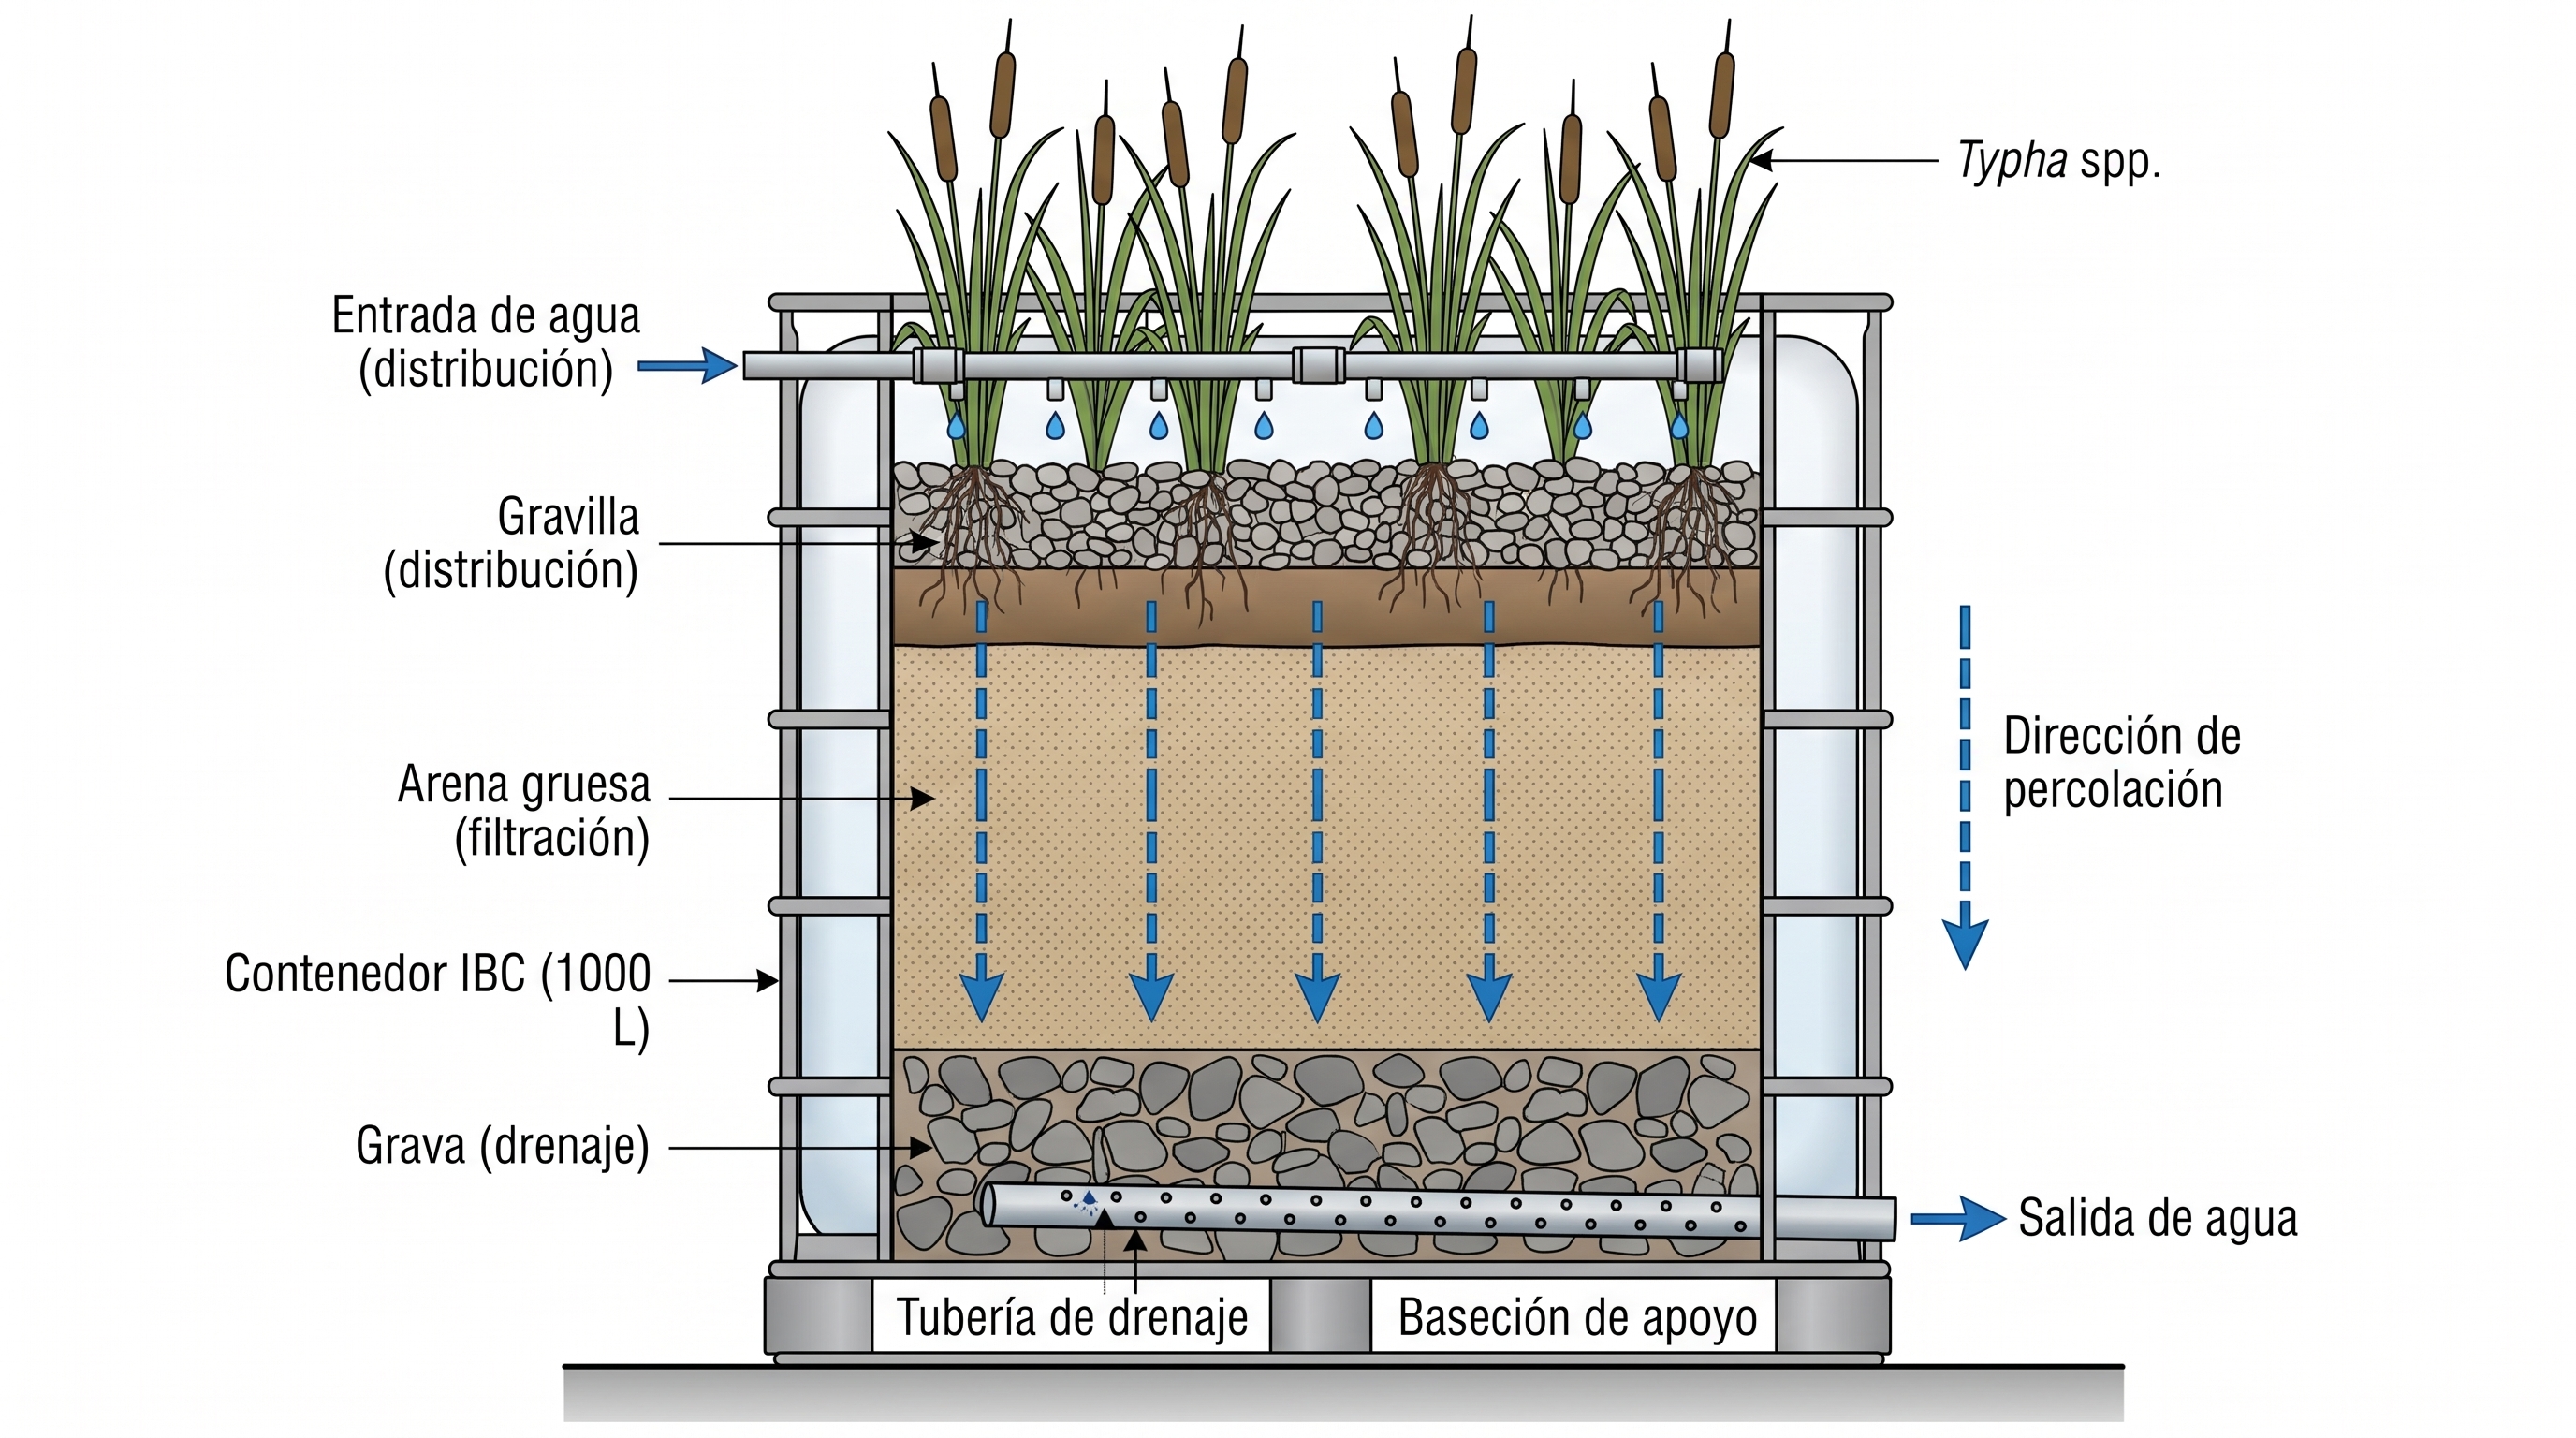 Typha spp.
Entrada de agua
(distribución)
Gravilla
(distribución)
Arena gruesa
(filtración)
Dirección de
percolación
Contenedor IBC (1000
L)
Grava (drenaje)
Salida de agua
Tubería de drenaje
Baseción de apoyo